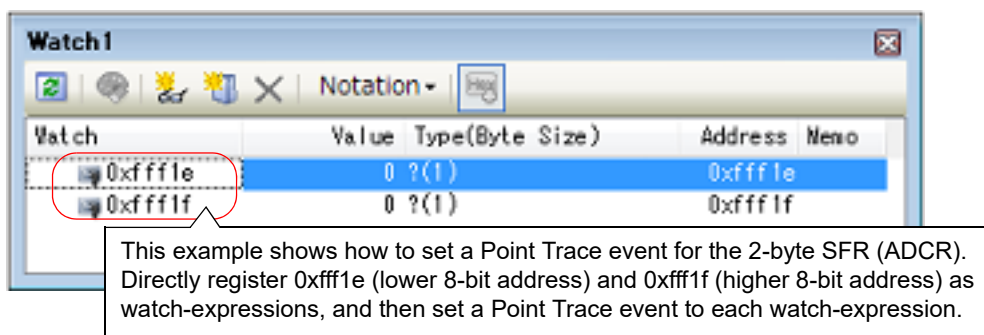 Watch1
Notation
Hex
Watch Value Type(Byte Size) Address Memo
0xfff1e 0 ?(1) 0xfff1e
0xfff1f 0 ?(1) 0xfff1f
This example shows how to set a Point Trace event for the 2-byte SFR (ADCR).
Directly register 0xfff1e (lower 8-bit address) and 0xfff1f (higher 8-bit address) as
watch-expressions, and then set a Point Trace event to each watch-expression.